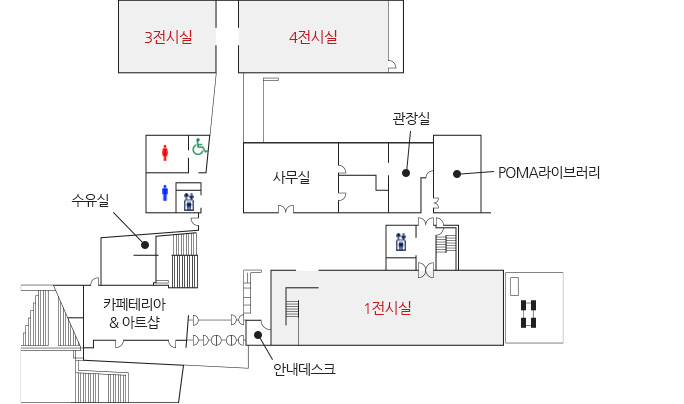 3전시실
4전시실
관장실
사무실
POMA라이브러리
수유실
카페테리아
& 아트샵
1전시실
안내데스크